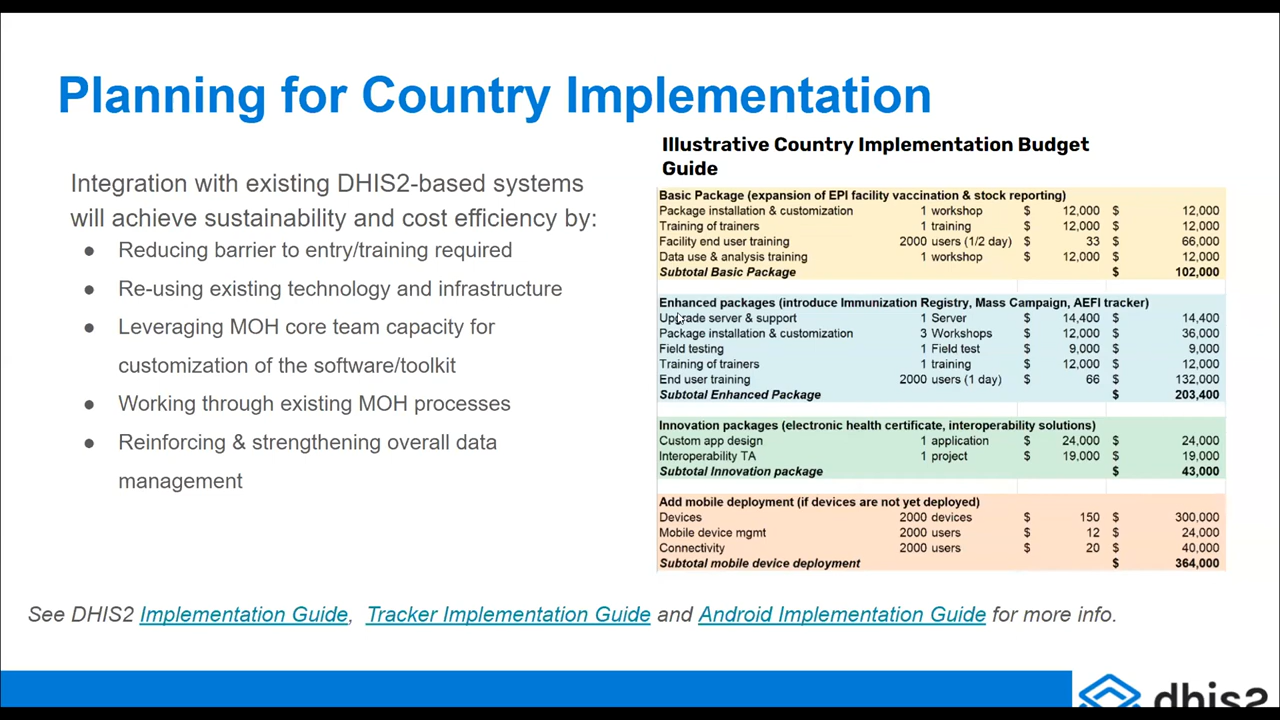 Planning for Country Implementation
Integration with existing DHIS2-based systems
will achieve sustainability and cost efficiency by:
● Reducing barrier to entry/training required
● Re-using existing technology and infrastructure
● Leveraging MOH core team capacity for
customization of the software/toolkit
● Working through existing MOH processes
● Reinforcing & strengthening overall data
management
Illustrative Country Implementation Budget
Guide
Basic Package (expansion of EPI facility vaccination & stock reporting)
Package installation & customization 1 workshop $ 12,000 $ 12,000
Training of trainers 1 training $ 12,000 $ 12,000
Facility end user training 2000 users (1/2 day) $ 33 $ 66,000
Data use & analysis training 1 workshop $ 12,000 $ 12,000
Subtotal Basic Package $ 102,000
Enhanced packages (introduce Immunization Registry, Mass Campaign, AEFI tracker)
Upgrade server & support 1 Server $ 14,400 $ 14,400
Package installation & customization 3 Workshops $ 12,000 $ 36,000
Field testing 1 Field test $ 9,000 $ 9,000
Training of trainers 1 training $ 12,000 $ 12,000
End user training 2000 users (1 day) $ 66 $ 132,000
Subtotal Enhanced Package $ 203,400
Innovation packages (electronic health certificate, interoperability solutions)
Custom app design 1 application $ 24,000 $ 24,000
Interoperability TA 1 project $ 19,000 $ 19,000
Subtotal Innovation package $ 43,000
Add mobile deployment (if devices are not yet deployed)
Devices 2000 devices $ 150 $ 300,000
Mobile device mgmt 2000 users $ 12 $ 24,000
Connectivity 2000 users $ 20 $ 40,000
Subtotal mobile device deployment $ 364,000
See DHIS2 Implementation Guide, Tracker Implementation Guide and Android Implementation Guide for more info.
dhis2